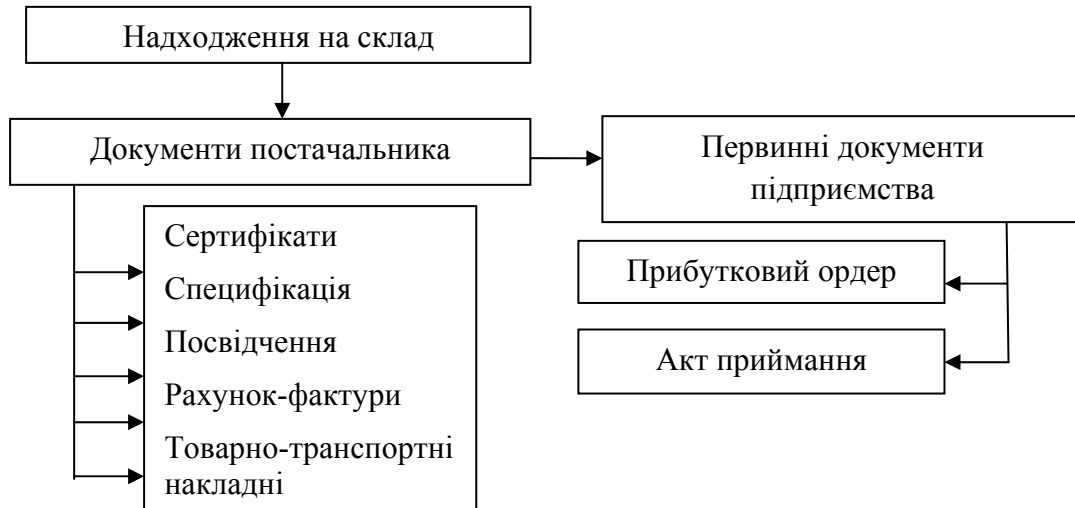 Надходження на склад
Документи постачальника
Первинні документи
підприємства
Сертифікати
Специфікація
Посвідчення
Рахунок-фактури
Товарно-транспортні
накладні
Прибутковий ордер
Акт приймання